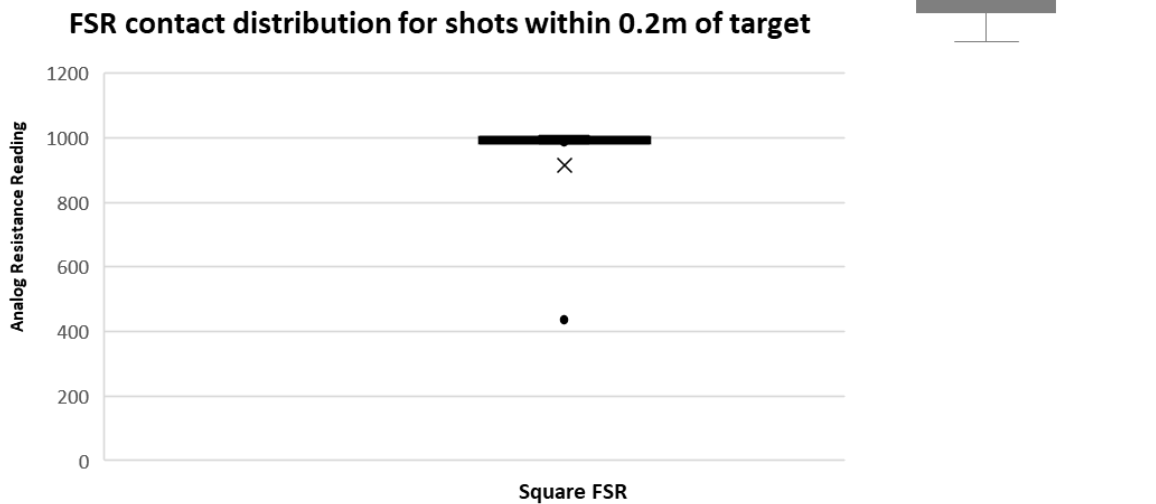 FSR contact distribution for shots within 0.2m of target
1200
1000
800
600
400
200
0
Analog Resistance Reading
Square FSR